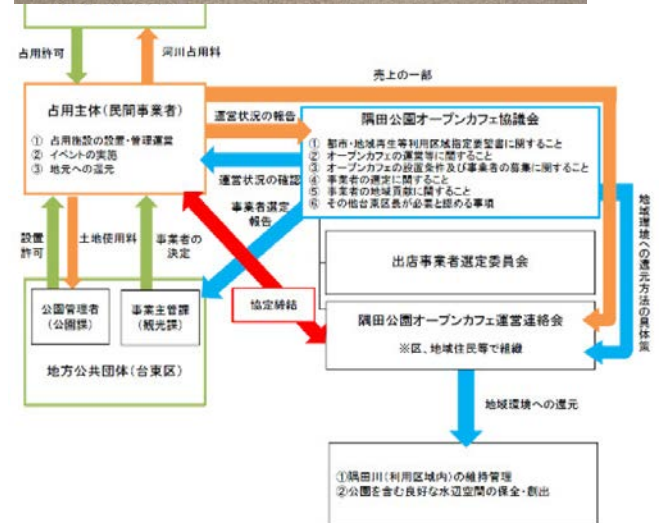 占用許可
河川占用料
売上の一部
占用主体(民間事業者)
① 占用施設の設置・管理運営
② イベントの実施
③ 地元への還元
運営状況の報告
隅田公園オープンカフェ協議会
① 都市・地域再生等利用区域指定要望書に関すること
② オープンカフェの運営等に関すること
③ オープンカフェの設置条件及び事業者の募集に関すること
④ 事業者の選定に関すること
⑤ 事業者の地域貢献に関すること
⑥ その他台東区長が必要と認める事項
運営状況の確認
事業者選定
報告
設置
許可
土地使用料
事業者の
決定
地域環境への還元方法の具体策
出店事業者選定委員会
協定締結
公園管理者
(公園課)
事業主管課
(観光課)
地方公共団体(台東区)
隅田公園オープンカフェ運営連絡会
※区、地域住民等で組織
地域環境への還元
①隅田川(利用区域内)の維持管理
②公園を含む良好な水辺空間の保全・創出